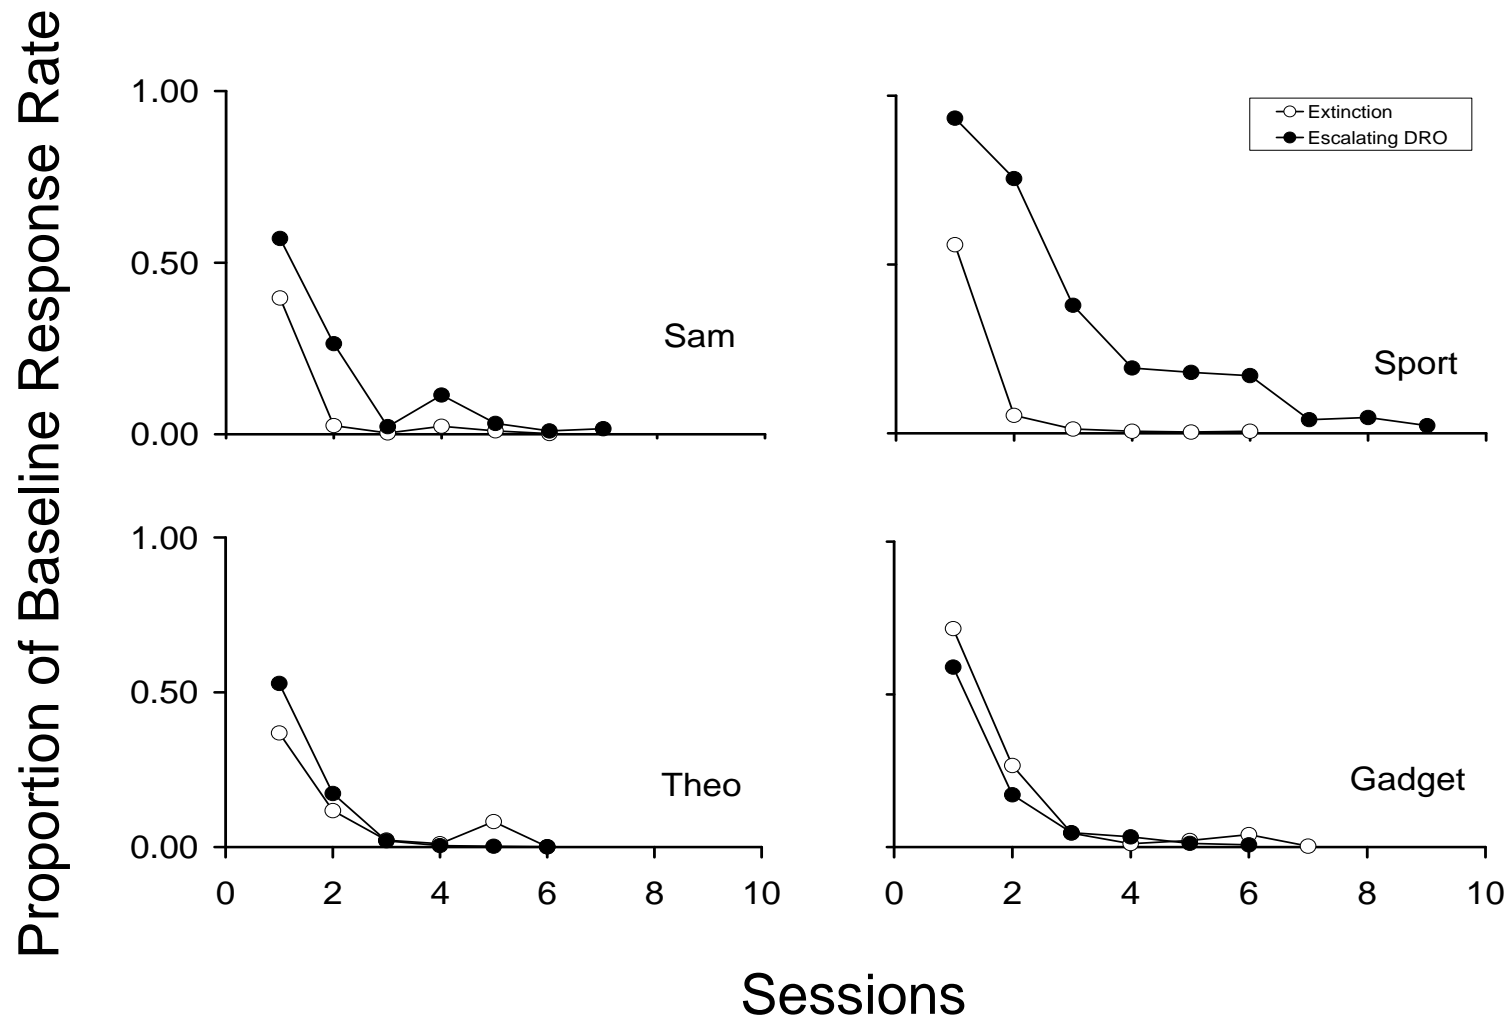 Proportion of Baseline Response Rate
1.00
0.50
0.00
Sam
Extinction
Escalating DRO
Sport
1.00
0.50
0.00
0 2 4 6 8 10
Theo
Gadget
0 2 4 6 8 10
Sessions